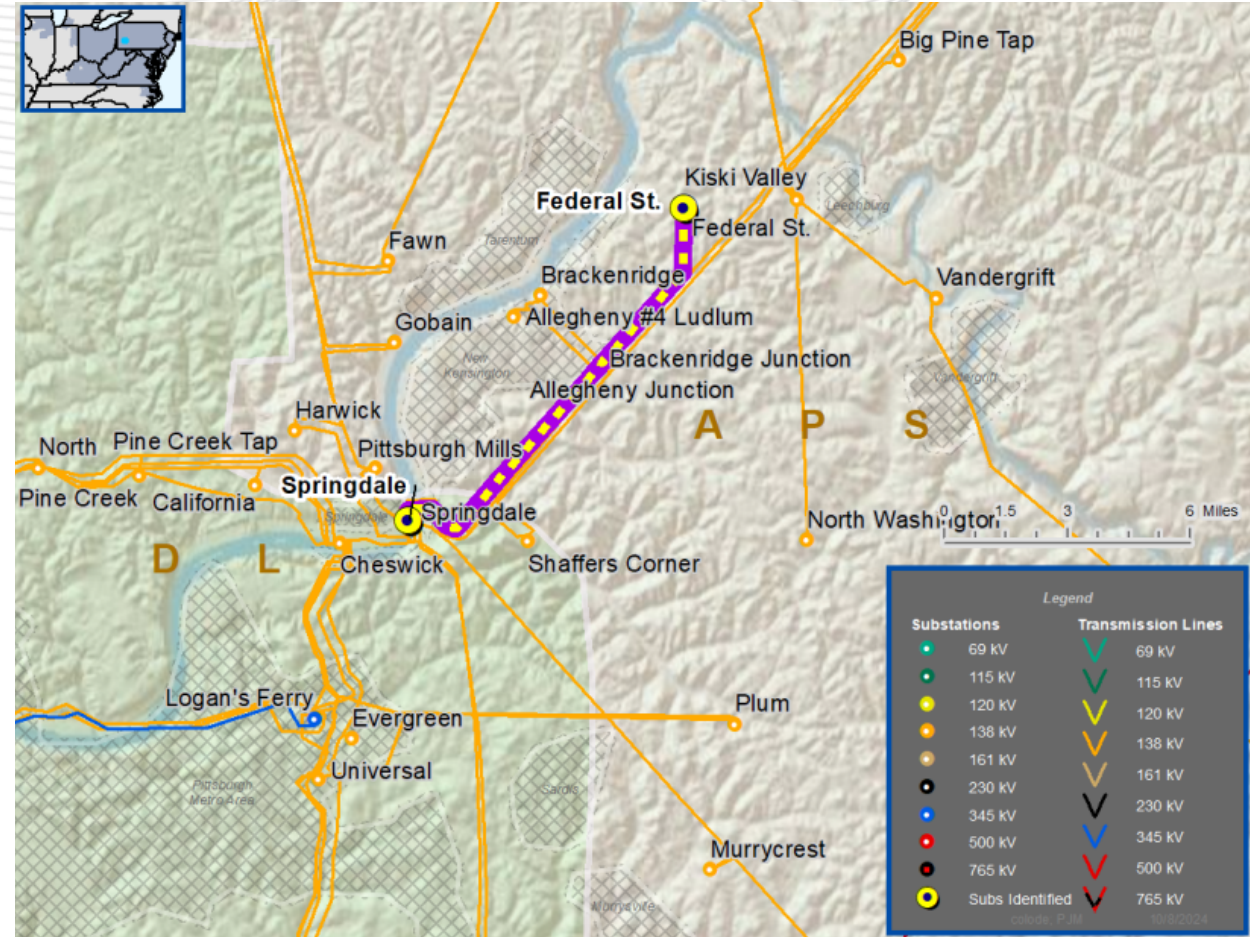 Big Pine Tap
Kiski Valley
Federal St.
Leechburg
Federal St.
Tarentum
Fawn
Brackenridge
Vandergrift
Gobain
Allegheny #4 Ludlum
New
Kensington
Brackenridge Junction
Vandergrift
Allegheny Junction
Harwick
A P S
North
Pine Creek Tap
Pittsburgh Mills
Springdale
Pine Creek
California
Springdale
Springdale
North Washington
0 1.5 3 6 Miles
D L
Cheswick
Shaffers Corner
Logan's Ferry
Evergreen
Plum
Universal
Pittsburgh
Metro Area
Sardis
Murrycrest
Murrysville
Legend
Substations
Transmission Lines
69 kV
69 kV
115 kV
115 kV
120 kV
120 kV
138 kV
138 kV
161 kV
161 kV
230 kV
230 kV
345 kV
345 kV
500 kV
500 kV
765 kV
765 kV
Subs Identified
PJM
10/8/2024